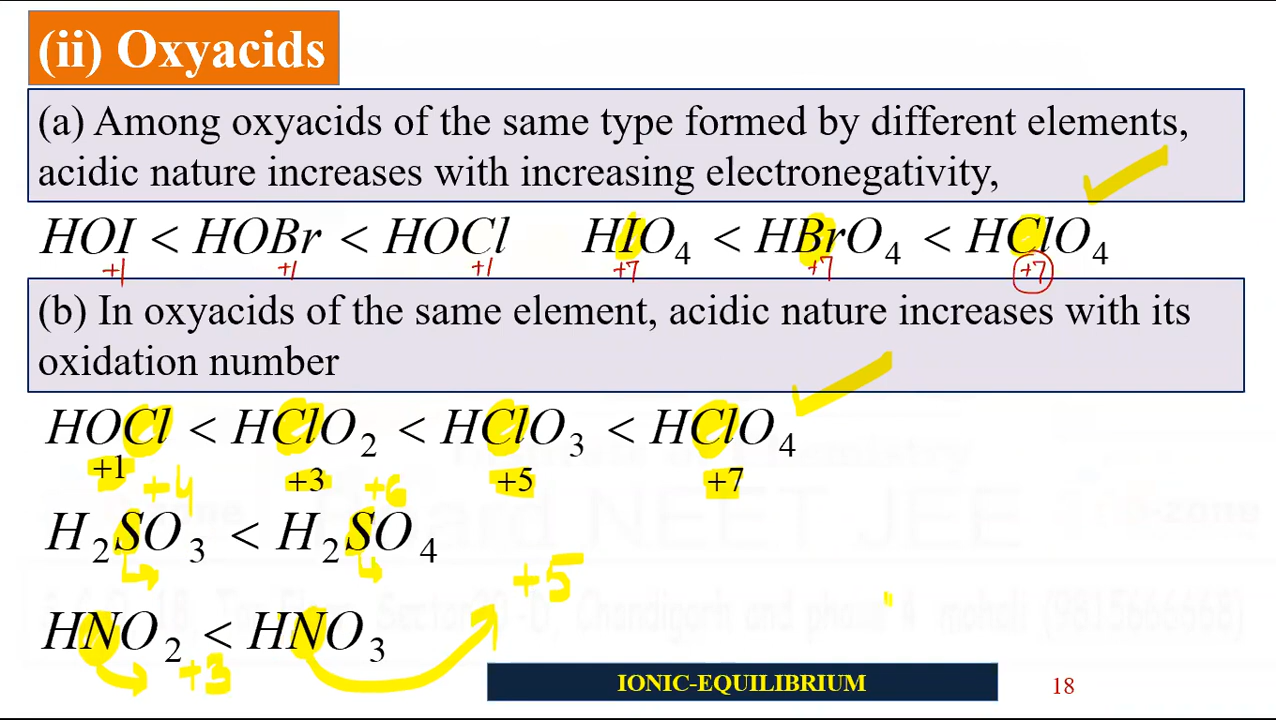 (ii) Oxyacids
(a) Among oxyacids of the same type formed by different elements,
acidic nature increases with increasing electronegativity,
HOI < HOBr < HOCl HIO₄ < HBrO₄ < HClO₄
+1 +1 +1 +7 +7 +7
(b) In oxyacids of the same element, acidic nature increases with its
oxidation number
HOCl < HClO₂ < HClO₃ < HClO₄
+1 +3 +5 +7
+4 +6
H₂SO₃ < H₂SO₄
+5
HNO₂ < HNO₃
+3
IONIC-EQUILIBRIUM 18